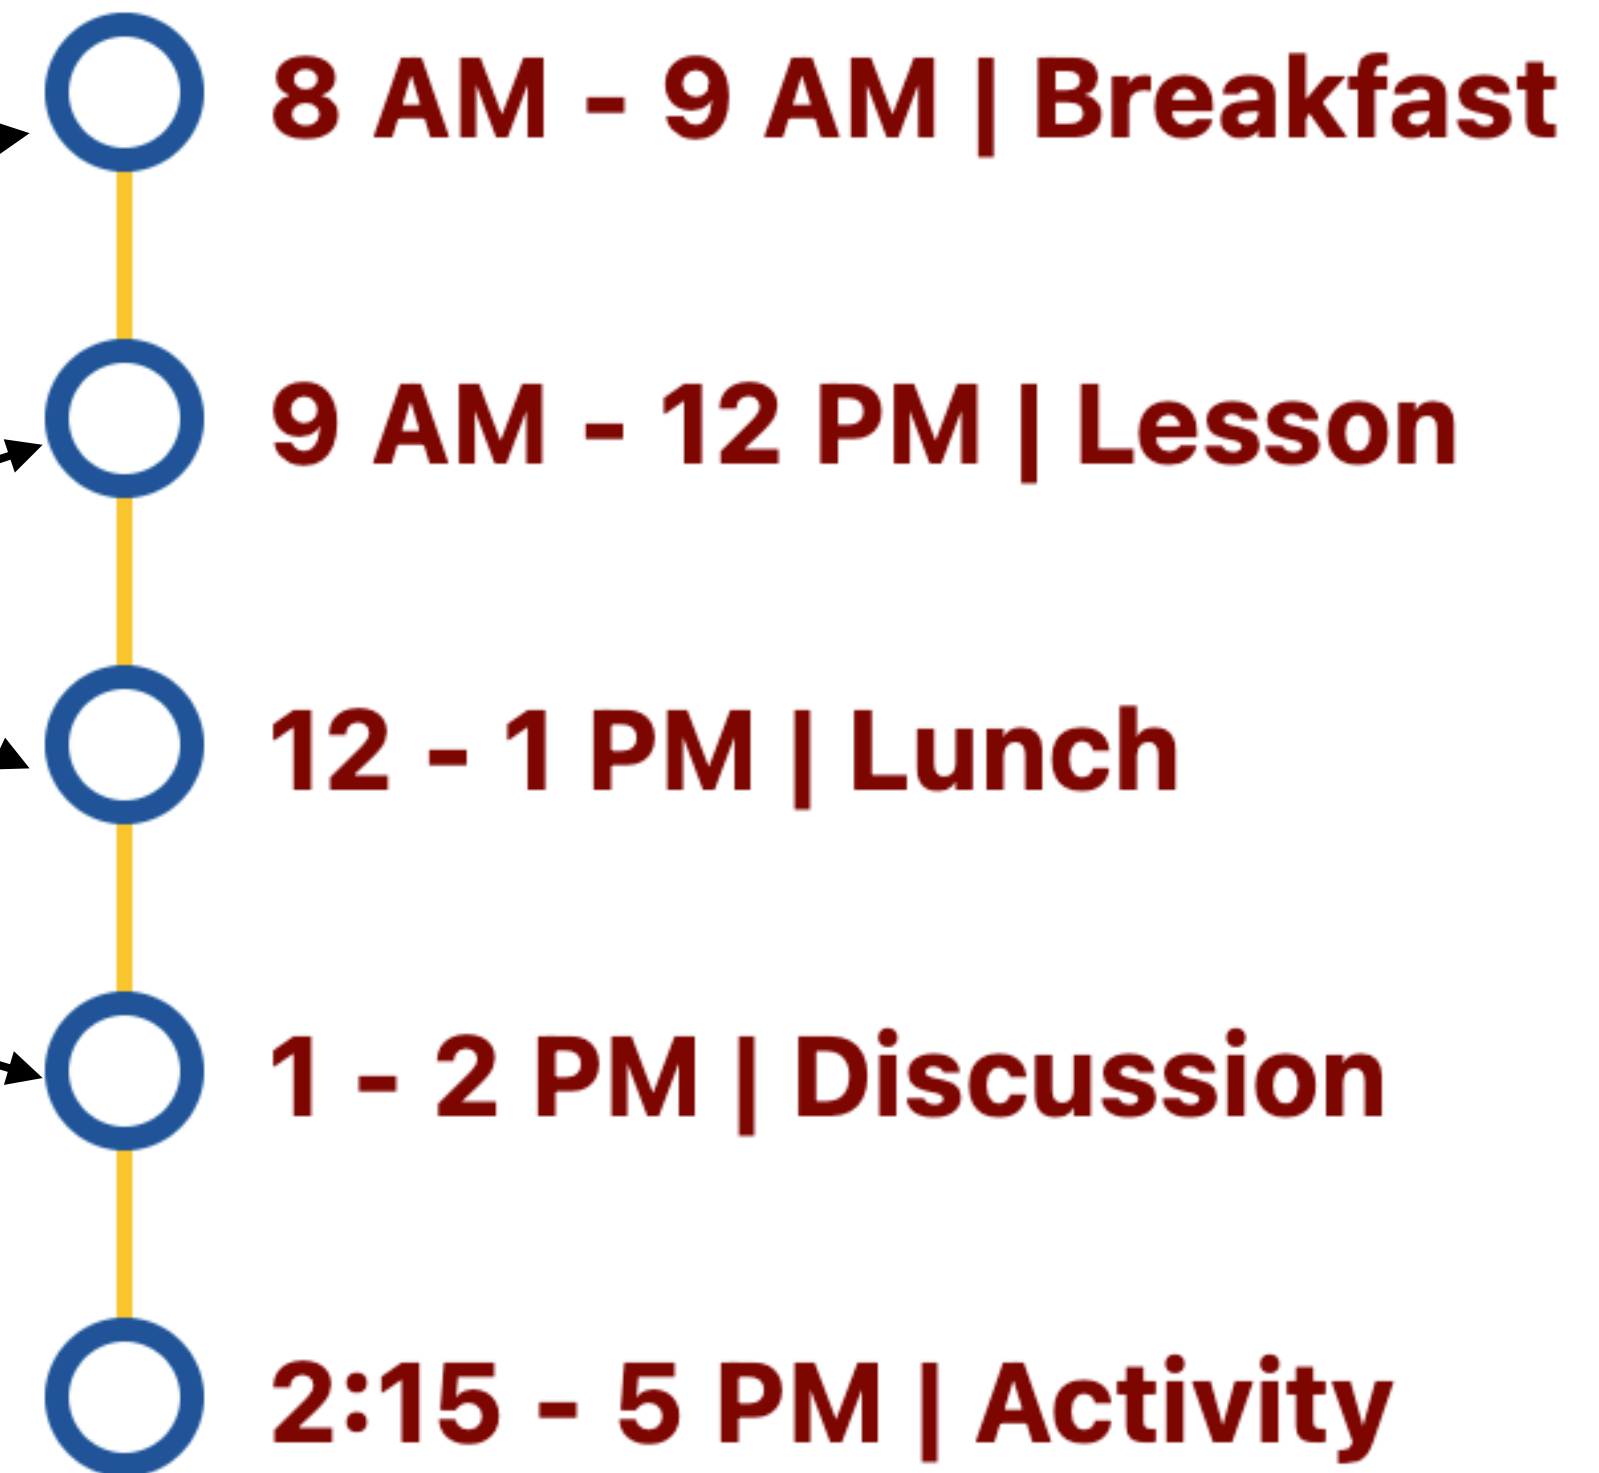 8 AM - 9 AM | Breakfast
9 AM - 12 PM | Lesson
12 - 1 PM | Lunch
1 - 2 PM | Discussion
2:15 - 5 PM | Activity